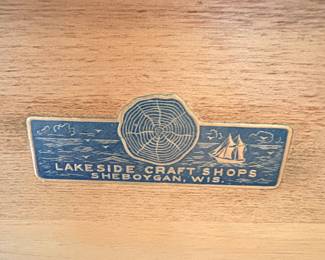 LAKESIDE CRAFT SHOPS
SHEBOYGAN, WIS.